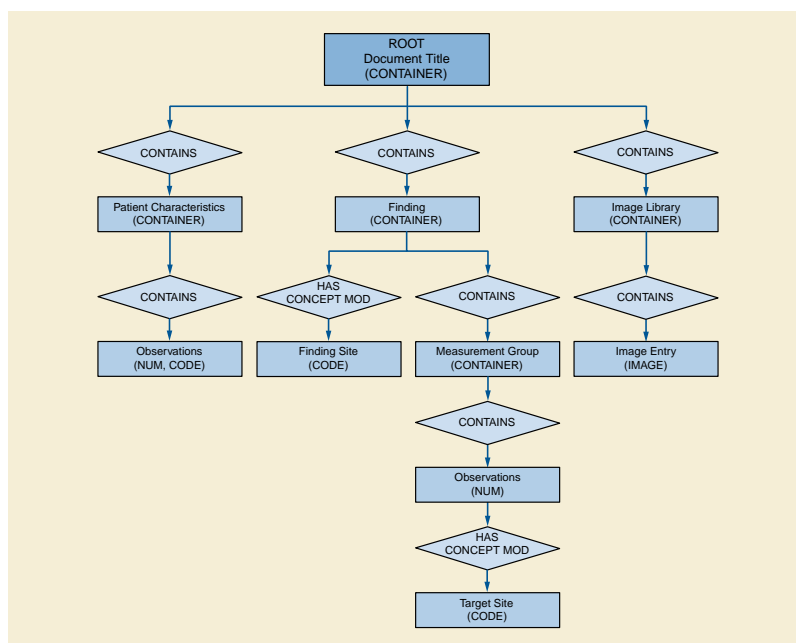 ROOT
Document Title
(CONTAINER)
CONTAINS
CONTAINS
CONTAINS
Patient Characteristics
(CONTAINER)
Finding
(CONTAINER)
Image Library
(CONTAINER)
CONTAINS
HAS
CONCEPT MOD
CONTAINS
CONTAINS
Observations
(NUM, CODE)
Finding Site
(CODE)
Measurement Group
(CONTAINER)
Image Entry
(IMAGE)
CONTAINS
Observations
(NUM)
HAS
CONCEPT MOD
Target Site
(CODE)